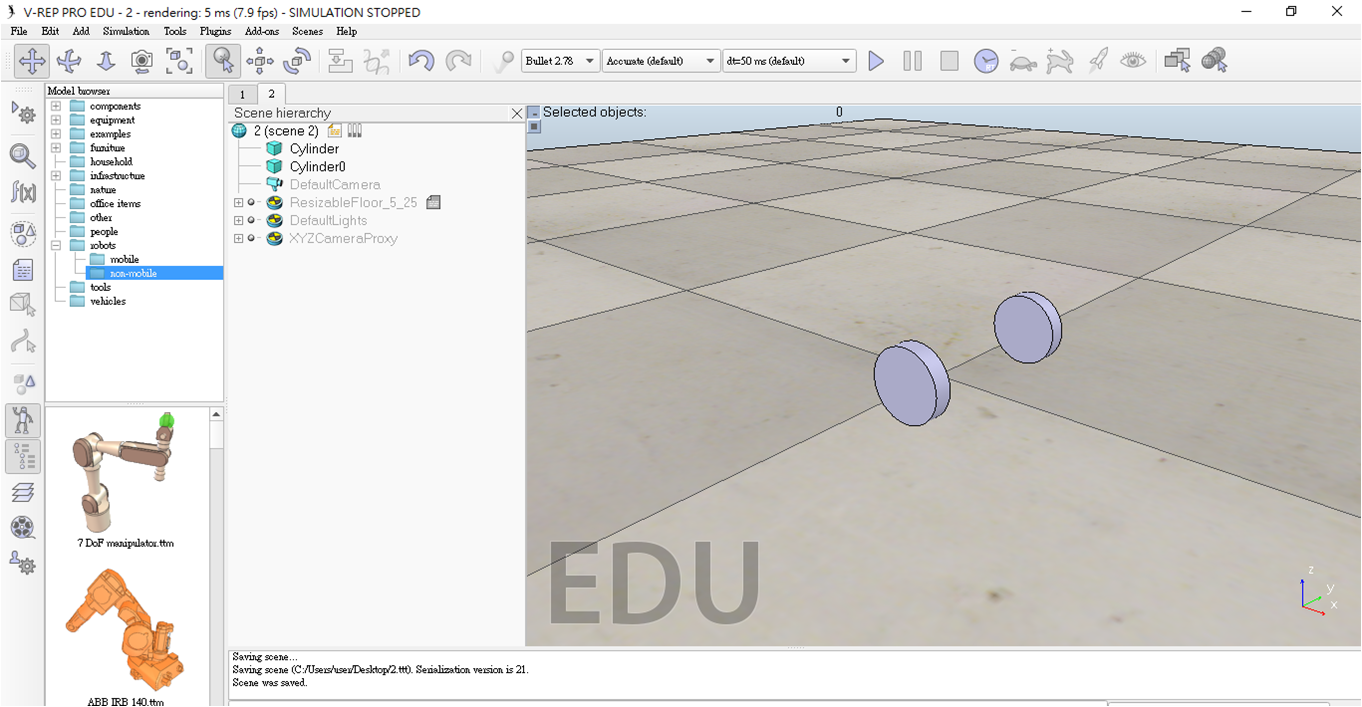 V-REP PRO EDU - 2 - rendering: 5 ms (7.9 fps) - SIMULATION STOPPED
File Edit Add Simulation Tools Plugins Add-ons Scenes Help
Bullet 2.78 Accurate (default) dt=50 ms (default)
Model browser
components
equipment
examples
furniture
household
infrastructure
nature
office items
other
people
robots
mobile
non-mobile
tools
vehicles
7 DoF manipulator.ttm
ABB IRB 140.ttm
1 2
Scene hierarchy
2 (scene 2)
Cylinder
Cylinder0
DefaultCamera
ResizableFloor_5_25
DefaultLights
XYZCameraProxy
Selected objects: 0
EDU
z
y
x
Saving scene...
Saving scene (C:/Users/user/Desktop/2.ttt). Serialization version is 21.
Scene was saved.